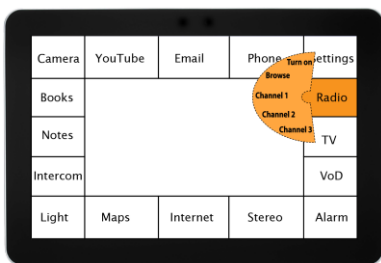 Camera YouTube Email Phone Settings
Turn on
Browse
Books Channel 1 Radio
Channel 2
Notes Channel 3 TV
Intercom VoD
Light Maps Internet Stereo Alarm